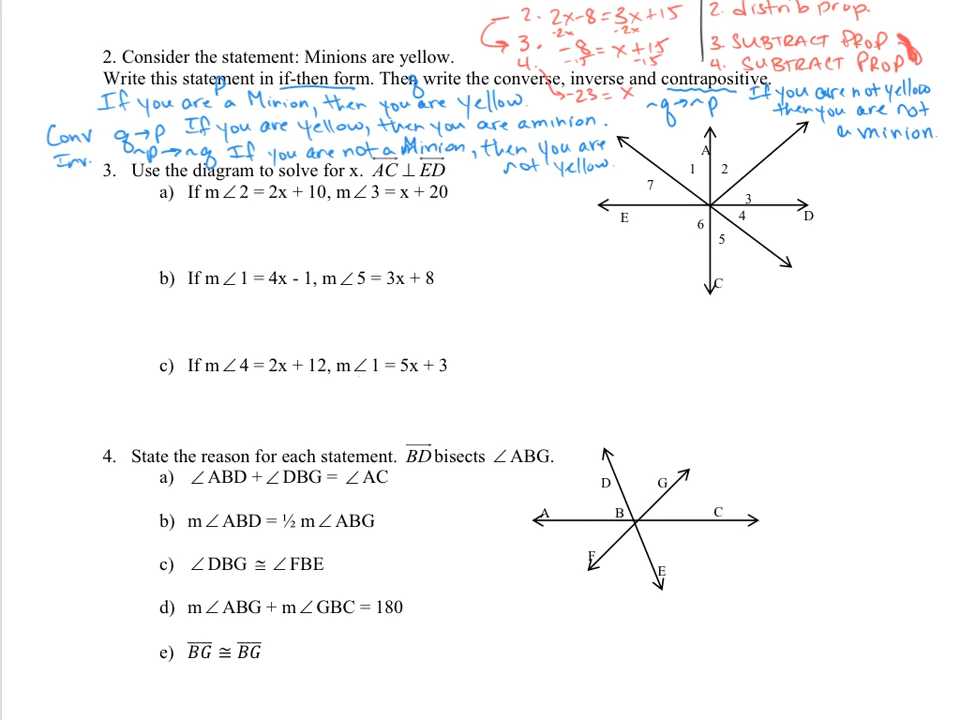 2. 2x-8=3x+15 2. distrib prop.
-2x -2x
3. -8=x+15 3. SUBTRACT PROP
4. -15 -15 4. SUBTRACT PROP
2. Consider the statement: Minions are yellow.
Write this statement in if-then form. Then write the converse, inverse and contrapositive.
p q -23=x
If you are a Minion, then you are yellow. ~q→~p If you are not yellow
then you are not
a minion.
Conv q→p If you are yellow, then you are a minion.
Inv. ~p→~q If you are not a Minion, then you are
not yellow.
3. Use the diagram to solve for x. AC ⊥ ED
a) If m∠2 = 2x + 10, m∠3 = x + 20
A
1 2
7 3
E 4 D
6
5
C
b) If m∠1 = 4x - 1, m∠5 = 3x + 8
c) If m∠4 = 2x + 12, m∠1 = 5x + 3
4. State the reason for each statement. BD bisects ∠ABG.
a) ∠ABD + ∠DBG = ∠AC
b) m∠ABD = ½ m∠ABG
c) ∠DBG ≅ ∠FBE
d) m∠ABG + m∠GBC = 180
e) BG ≅ BG
D G
A B C
F E